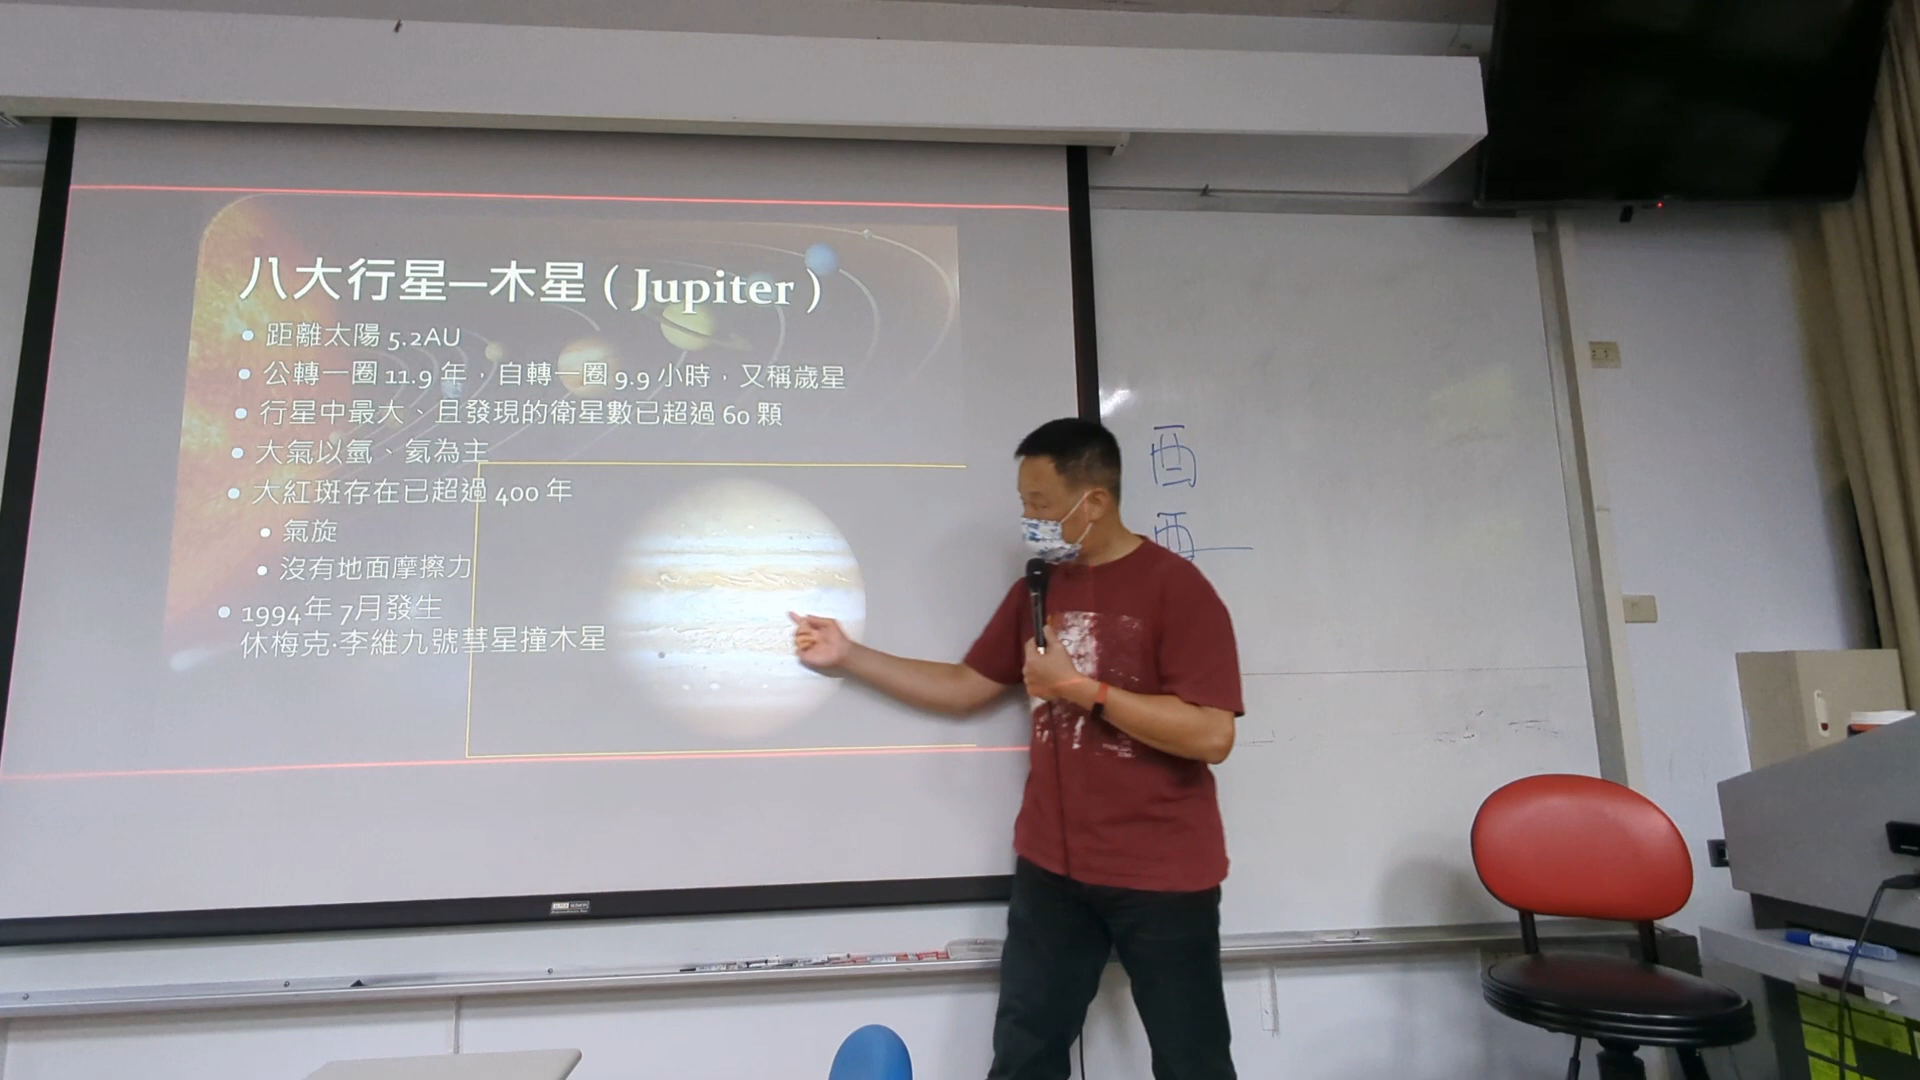 八大行星—木星（Jupiter）
• 距離太陽 5.2AU
• 公轉一圈 11.9 年，自轉一圈 9.9 小時，又稱歲星
• 行星中最大、且發現的衛星數已超過 60 顆
• 大氣以氫、氦為主
• 大紅斑存在已超過 400 年
• 氣旋
• 沒有地面摩擦力
• 1994年 7月發生
休梅克·李維九號彗星撞木星
酉
西